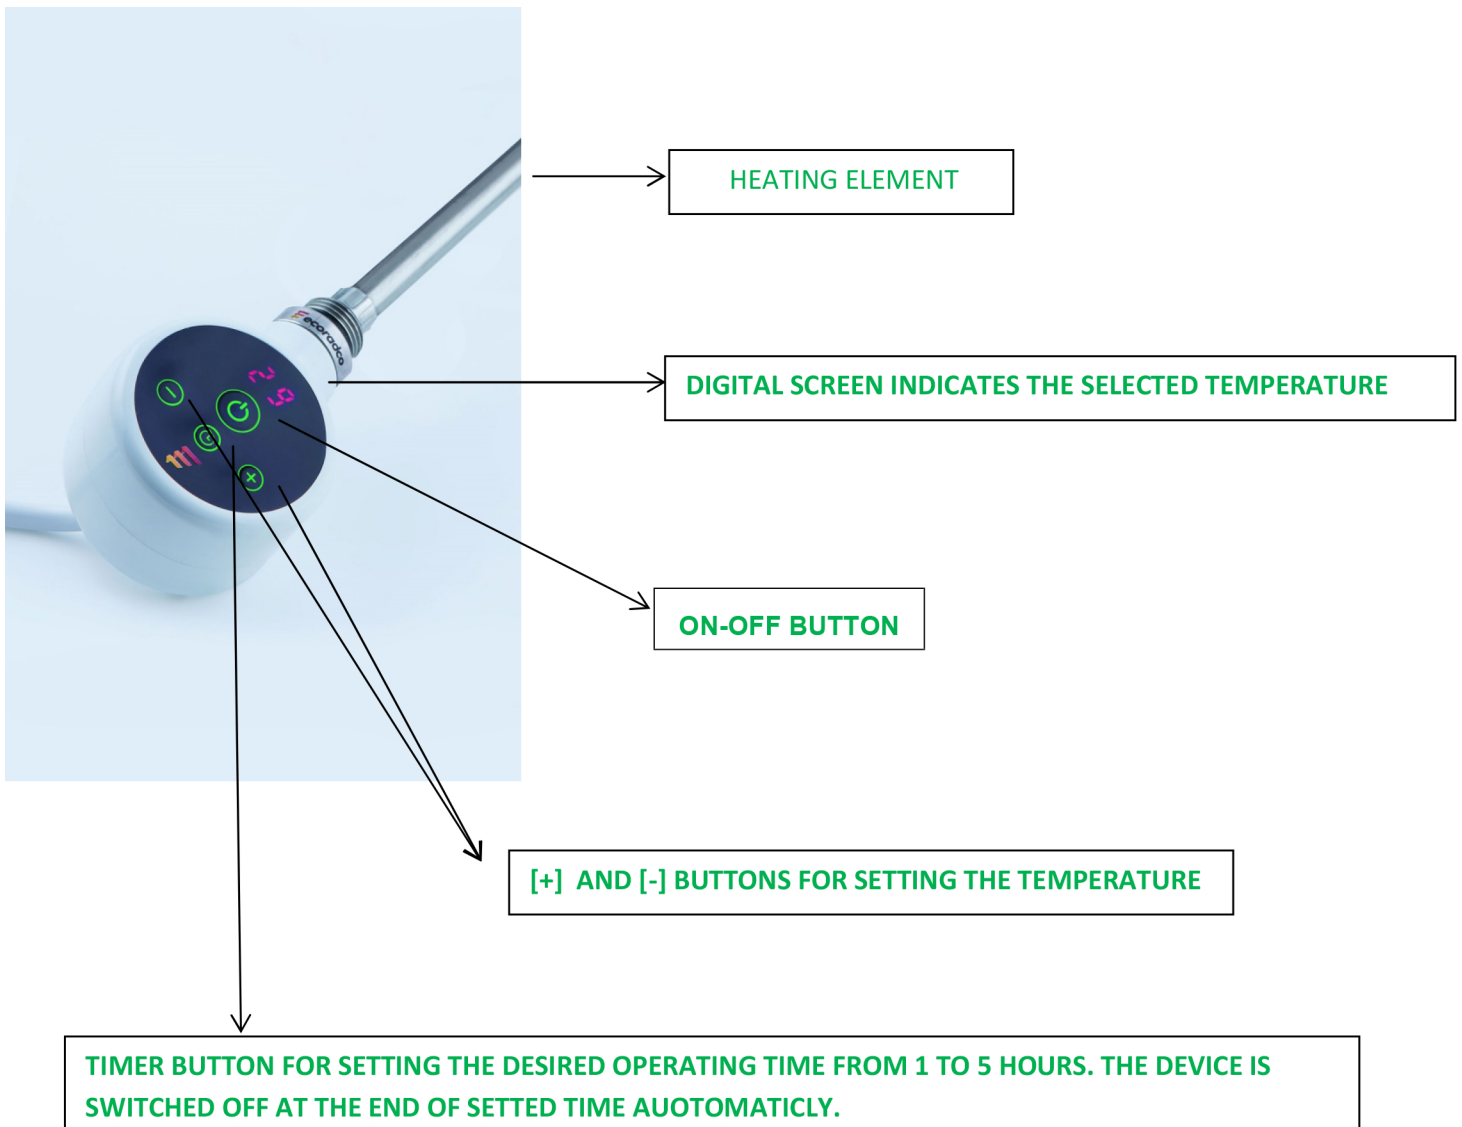 HEATING ELEMENT
ecoradco
DIGITAL SCREEN INDICATES THE SELECTED TEMPERATURE
26
ON-OFF BUTTON
[+] AND [-] BUTTONS FOR SETTING THE TEMPERATURE
TIMER BUTTON FOR SETTING THE DESIRED OPERATING TIME FROM 1 TO 5 HOURS. THE DEVICE IS
SWITCHED OFF AT THE END OF SETTED TIME AUOTOMATICLY.